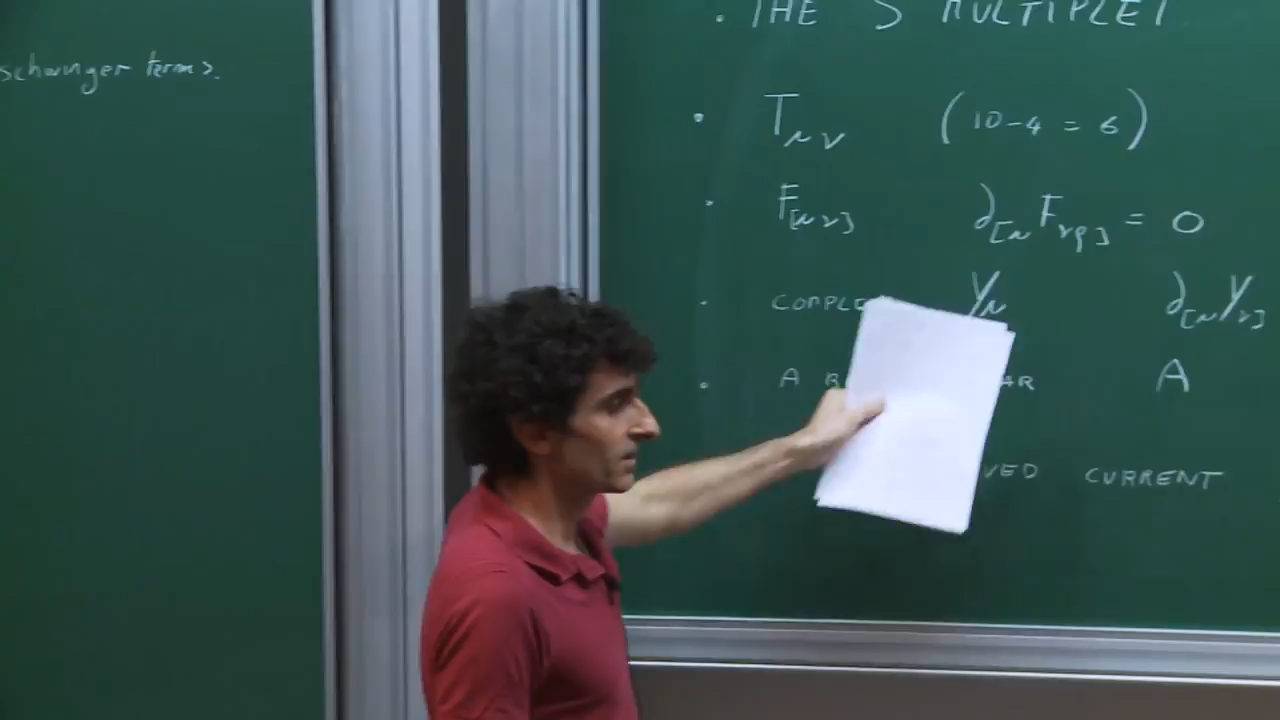 schwinger terms.
. THE S MULTIPLET
. T_{μν} (10-4 = 6)
. F_{[μν]} ∂_{[μ}F_{νρ]} = 0
. COMPLE Y_μ ∂_{[μ}Y_{ν]}
. A AR A
VED CURRENT